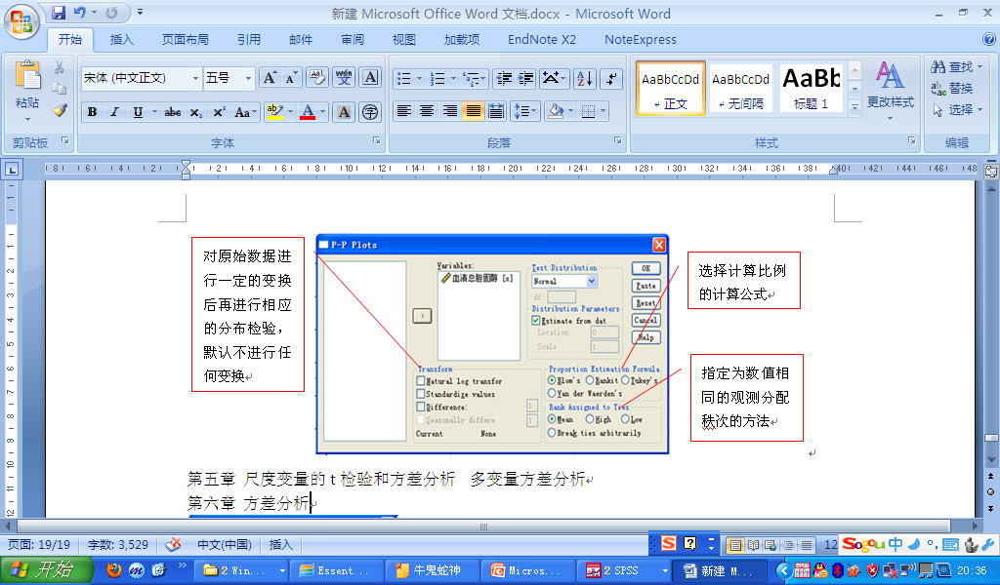 新建 Microsoft Office Word 文档.docx - Microsoft Word
开始 插入 页面布局 引用 邮件 审阅 视图 加载项 EndNote X2 NoteExpress
粘贴
宋体 (中文正文) 五号
AaBbCcDd AaBbCcDd AaBb
正文 无间隔 标题 1
更改样式
查找
替换
选择
剪贴板 字体 段落 样式 编辑
对原始数据进
行一定的变换
后再进行相应
的分布检验，
默认不进行任
何变换
P-P Plots
Variables:
血清总胆固醇 [x]
Test Distribution
Normal
df:
Distribution Parameters
Estimate from dat
Location: 0
Scale: 1
OK
Paste
Reset
Cancel
Help
Transform
Natural log transfor
Standardize values
Difference: 1
Seasonally differe 1
Current None
Proportion Estimation Formula
Blom's Rankit Tukey's
Van der Waerden's
Rank Assigned to Ties
Mean High Low
Break ties arbitrarily
选择计算比例
的计算公式
指定为数值相
同的观测分配
秩次的方法
第五章 尺度变量的 t 检验和方差分析 多变量方差分析
第六章 方差分析
页面: 19/19 字数: 3,529 中文(中国) 插入
12
Sogou 中
开始 2 Win... Essent... 牛鬼蛇神 Micros... 2 SPSS 新建 M... 20:36